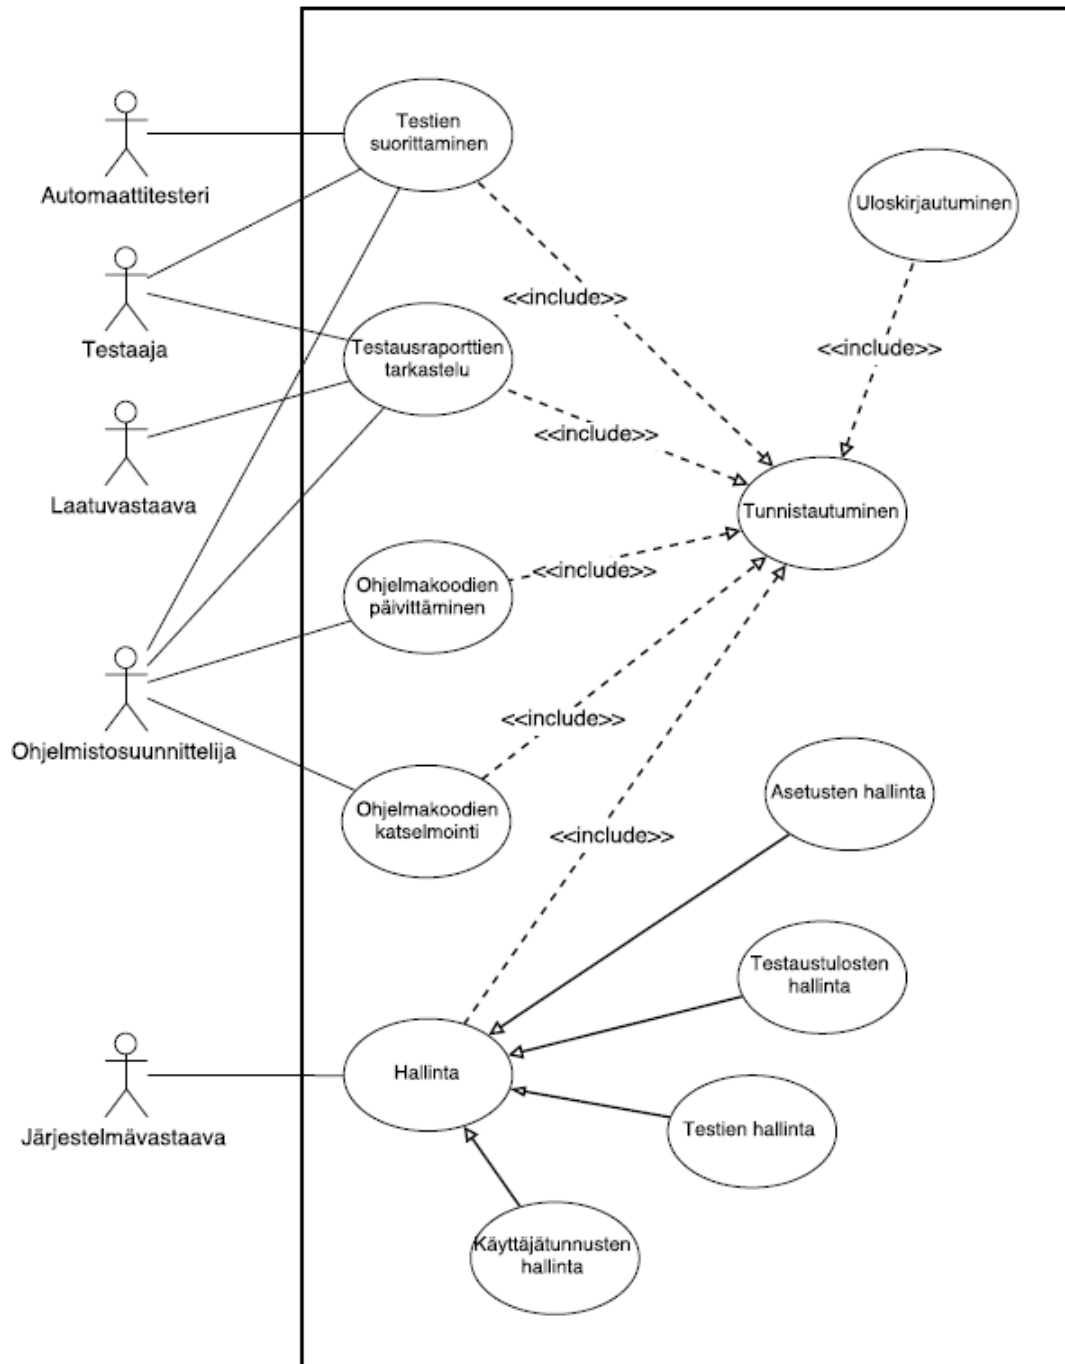 Testien
suorittaminen
Automaattitesteri
Uloskirjautuminen
<<include>>
Testaaja
Testausraporttien
tarkastelu
<<include>>
<<include>>
Laatuvastaava
Tunnistautuminen
Ohjelmakoodien
päivittäminen
<<include>>
Ohjelmistosuunnittelija
<<include>>
Ohjelmakoodien
katselmointi
Asetusten hallinta
<<include>>
Testaustulosten
hallinta
Hallinta
Järjestelmävastaava
Testien hallinta
Käyttäjätunnusten
hallinta